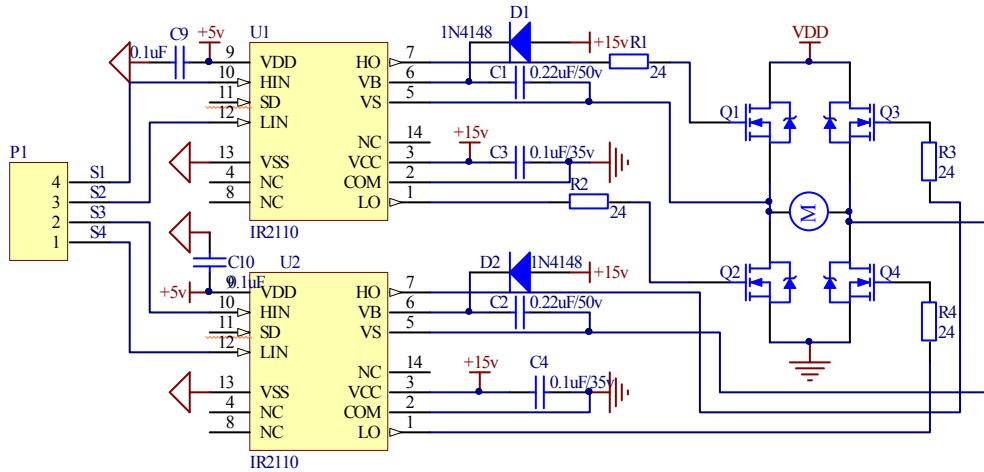 U1
D1
C9
+5v
1N4148
+15v
R1
VDD
0.1uF
9
VDD
HO
7
24
10
HIN
VB
6
C1
0.22uF/50v
11
SD
VS
5
12
LIN
Q1
Q3
NC
14
+15v
13
VSS
VCC
3
C3
0.1uF/35v
R3
4
NC
COM
2
24
8
NC
LO
1
R2
24
IR2110
P1
4
S1
3
S2
2
S3
1
S4
M
C10
0.1uF
U2
D2
1N4148
+15v
+5v
9
VDD
HO
7
10
HIN
VB
6
C2
0.22uF/50v
11
SD
VS
5
12
LIN
Q2
Q4
R4
24
NC
14
+15v
C4
13
VSS
VCC
3
0.1uF/35v
4
NC
COM
2
8
NC
LO
1
IR2110